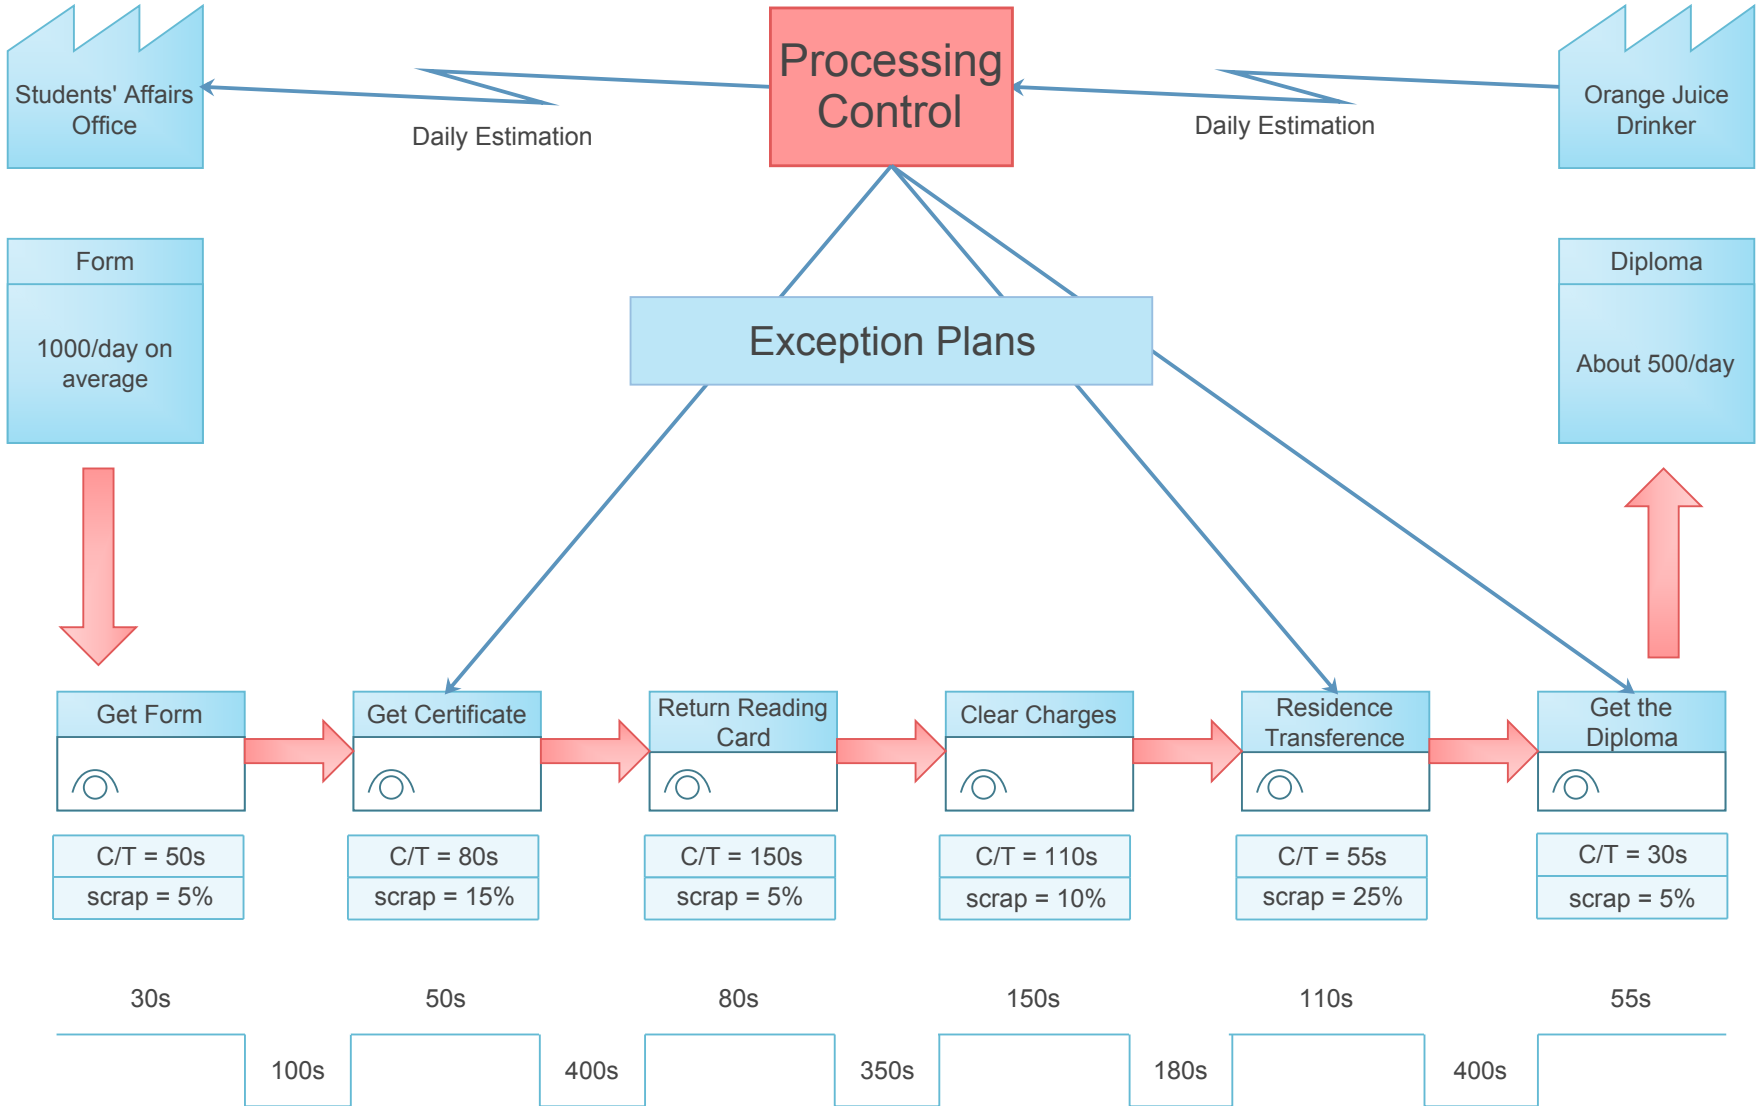 Students' Affairs
Office
Daily Estimation
Processing
Control
Daily Estimation
Orange Juice
Drinker
Form
1000/day on
average
Exception Plans
Diploma
About 500/day
Get Form
Get Certificate
Return Reading
Card
Clear Charges
Residence
Transference
Get the
Diploma
C/T = 50s
scrap = 5%
C/T = 80s
scrap = 15%
C/T = 150s
scrap = 5%
C/T = 110s
scrap = 10%
C/T = 55s
scrap = 25%
C/T = 30s
scrap = 5%
30s
50s
80s
150s
110s
55s
100s
400s
350s
180s
400s